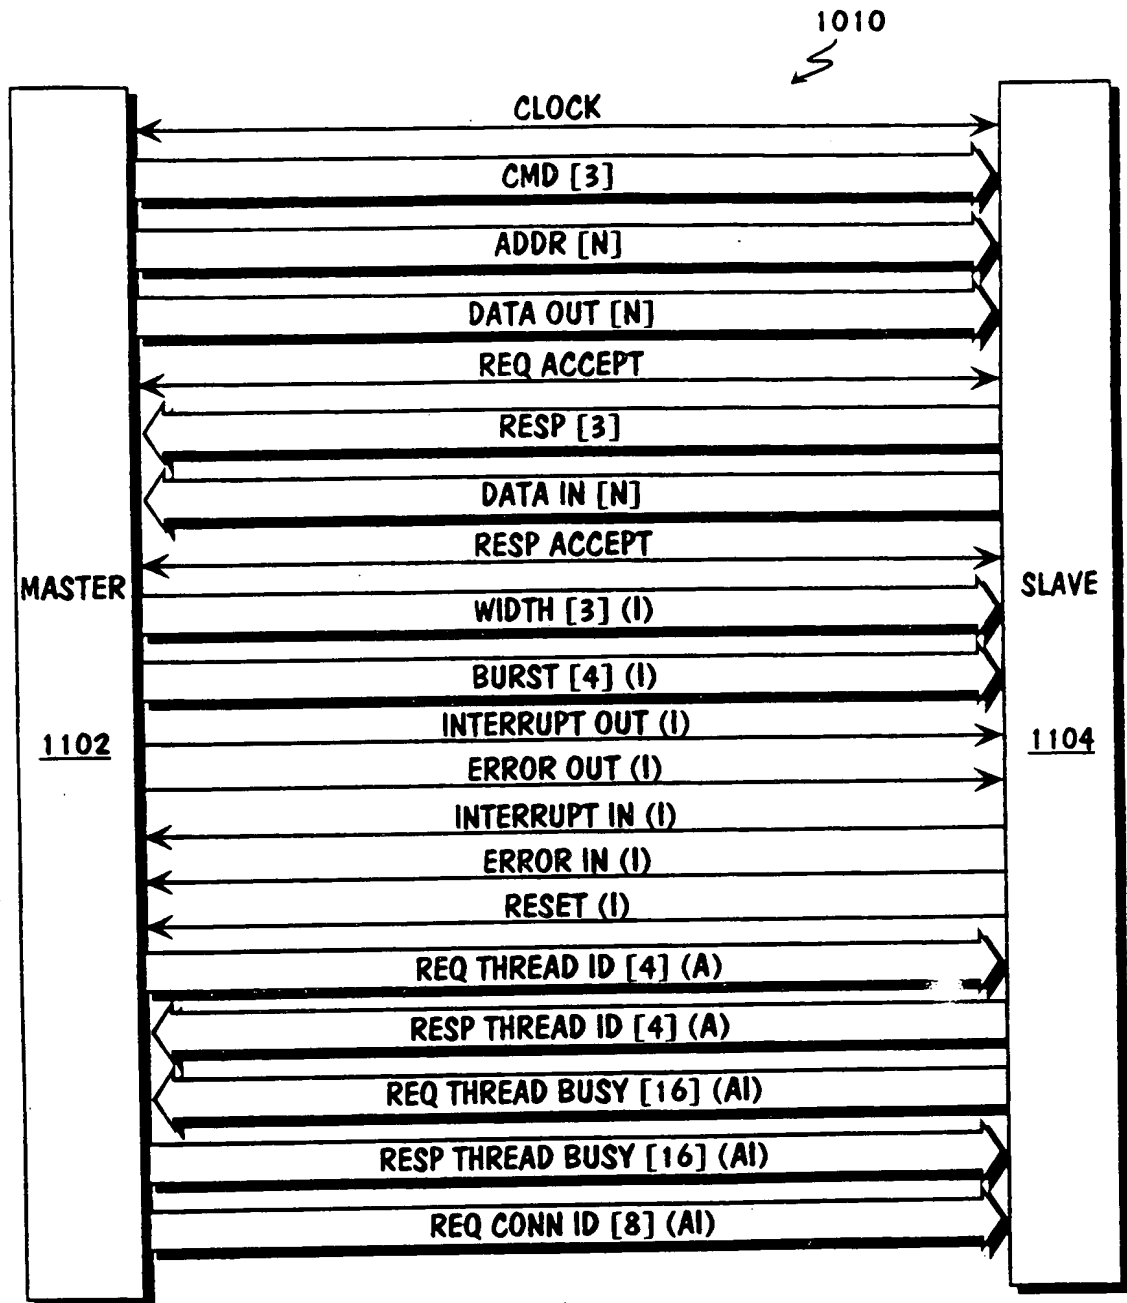 1010
CLOCK
CMD [3]
ADDR [N]
DATA OUT [N]
REQ ACCEPT
RESP [3]
DATA IN [N]
RESP ACCEPT
MASTER
SLAVE
WIDTH [3] (I)
BURST [4] (I)
INTERRUPT OUT (I)
1102
1104
ERROR OUT (I)
INTERRUPT IN (I)
ERROR IN (I)
RESET (I)
REQ THREAD ID [4] (A)
RESP THREAD ID [4] (A)
REQ THREAD BUSY [16] (AI)
RESP THREAD BUSY [16] (AI)
REQ CONN ID [8] (AI)